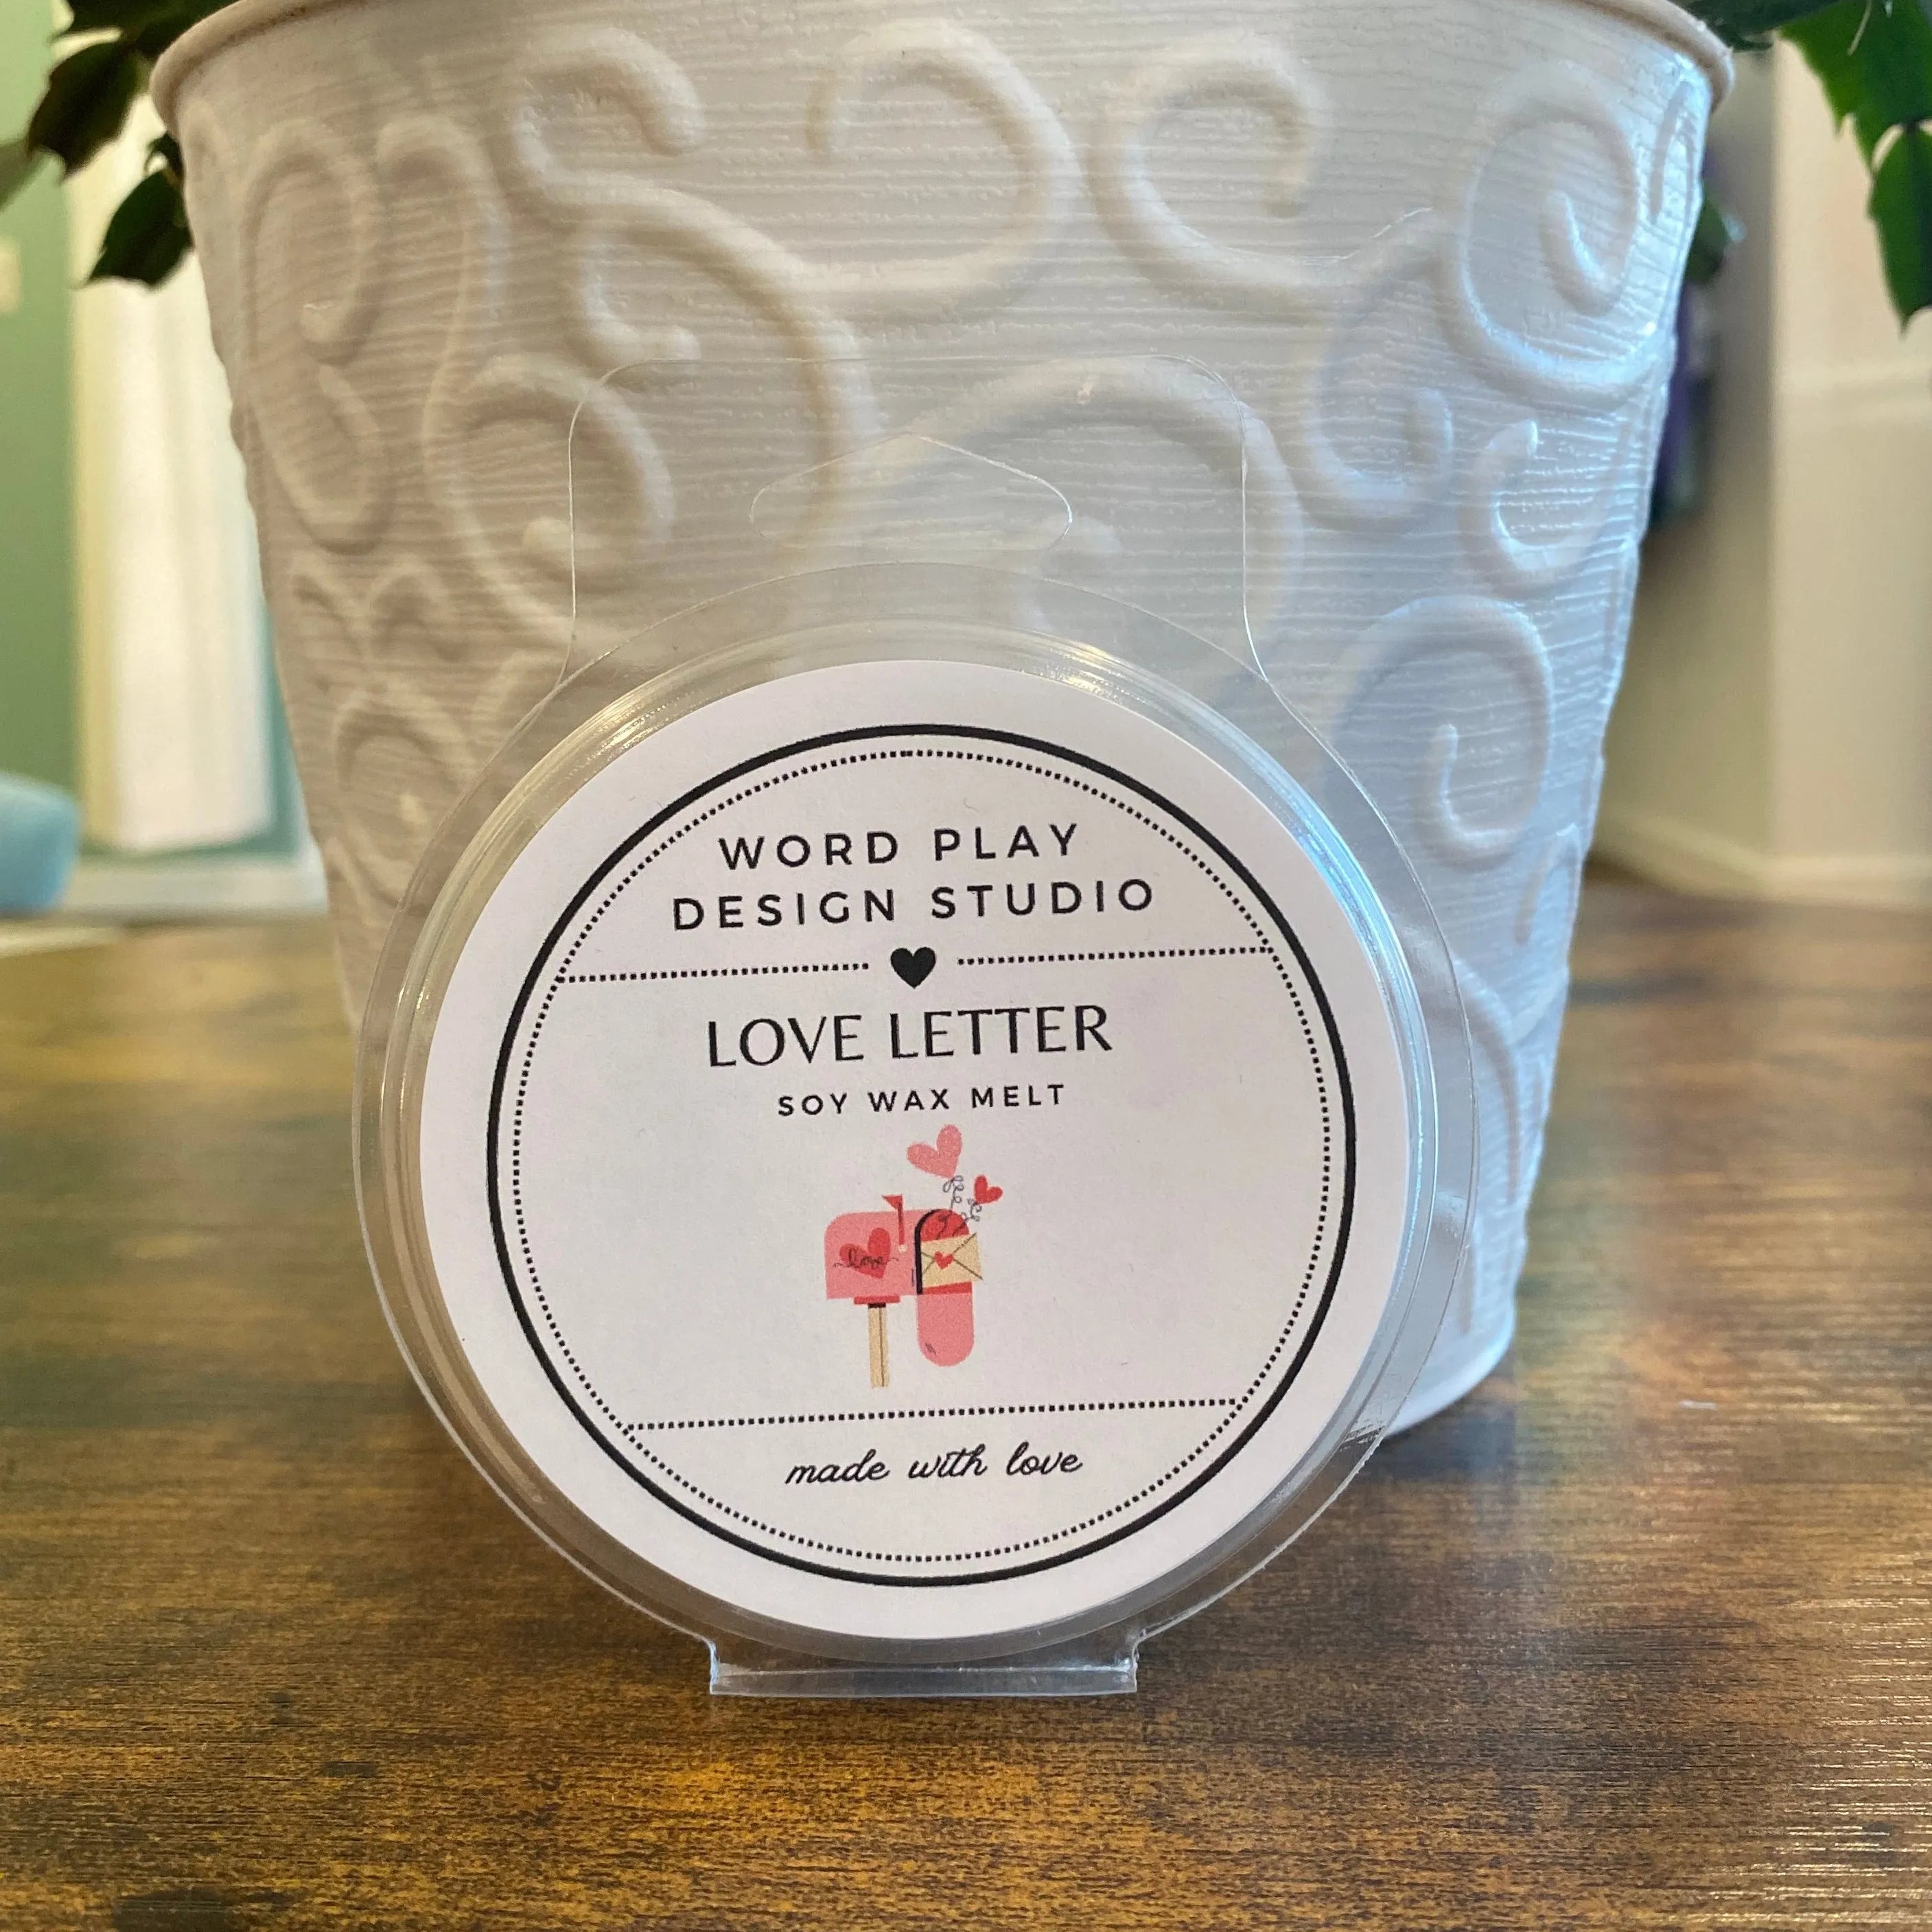 WORD PLAY
DESIGN STUDIO
LOVE LETTER
SOY WAX MELT
love
made with love